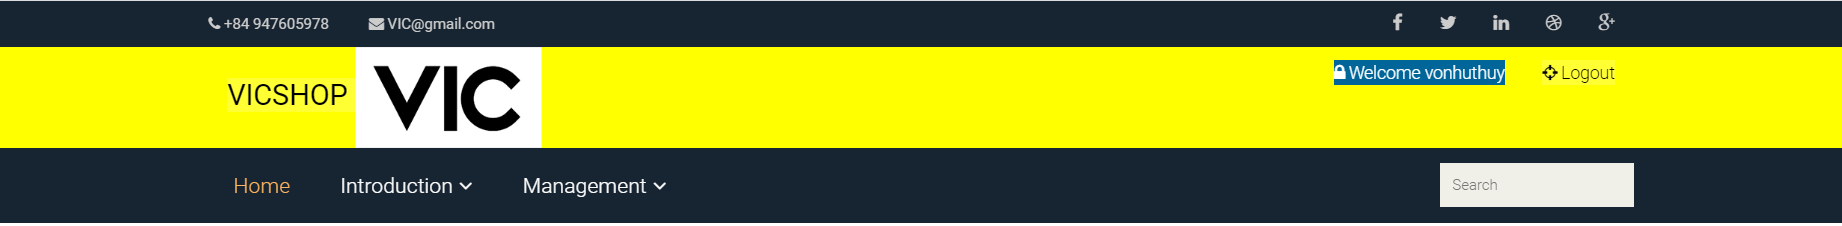 +84 947605978 VIC@gmail.com
VICSHOP VIC Welcome vonhuthuy Logout
Home Introduction Management Search